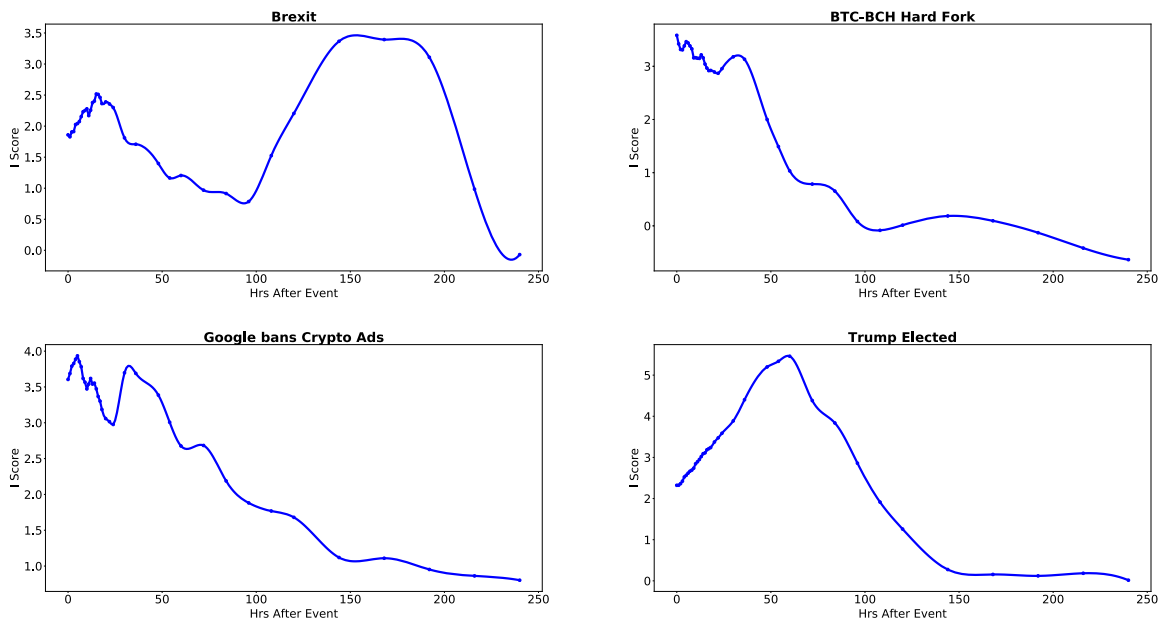 Brexit
3.5
3.0
2.5
2.0
1.5
1.0
0.5
0.0
I Score
0 50 100 150 200 250
Hrs After Event
BTC-BCH Hard Fork
3
2
1
0
I Score
0 50 100 150 200 250
Hrs After Event
Google bans Crypto Ads
4.0
3.5
3.0
2.5
2.0
1.5
1.0
I Score
0 50 100 150 200 250
Hrs After Event
Trump Elected
5
4
3
2
1
0
I Score
0 50 100 150 200 250
Hrs After Event